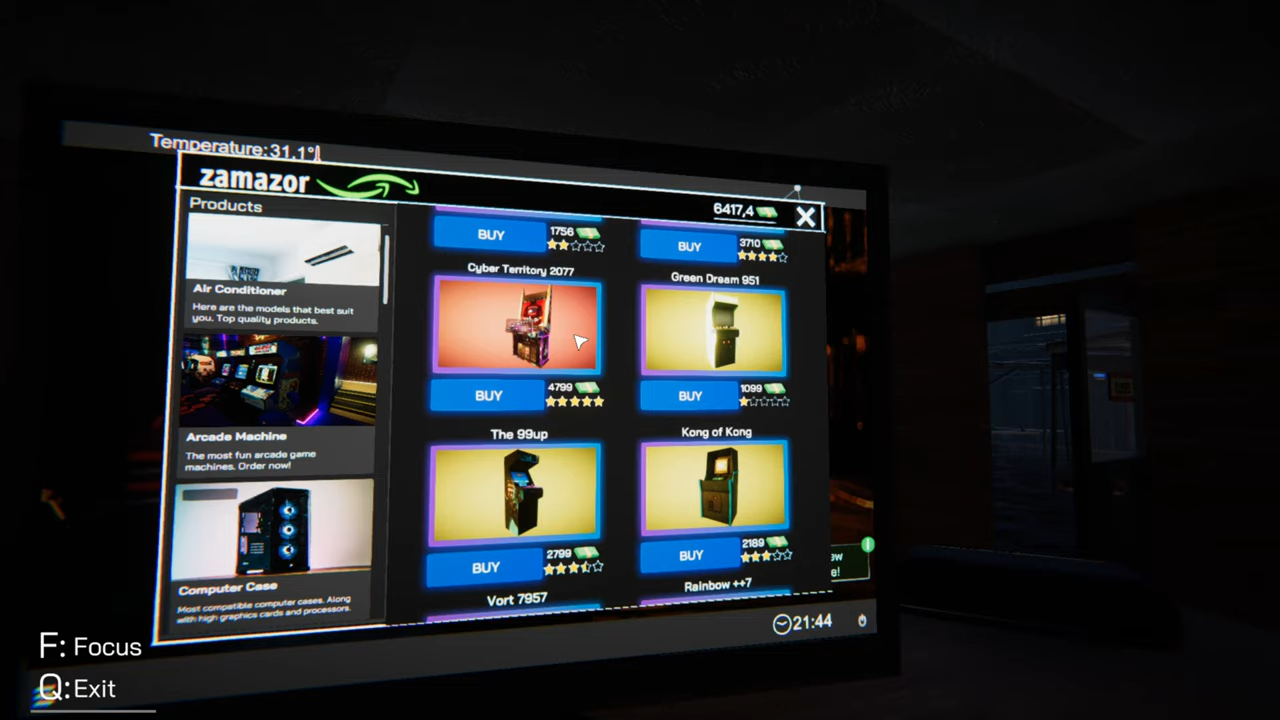 Temperature:31.1°
zamazor
6417,4
Products
Air Conditioner
Here are the models that best suit
you. Top quality products.
Arcade Machine
The most fun arcade game
machines. Order now!
Computer Case
Most compatible computer cases. Along
with high graphics cards and processors.
BUY
1756
BUY
3710
Cyber Territory 2077
BUY
4799
Green Dream 951
BUY
1099
The 99up
BUY
2799
Kong of Kong
BUY
2189
Vort 7957
Rainbow ++7
21:44
F: Focus
Q: Exit